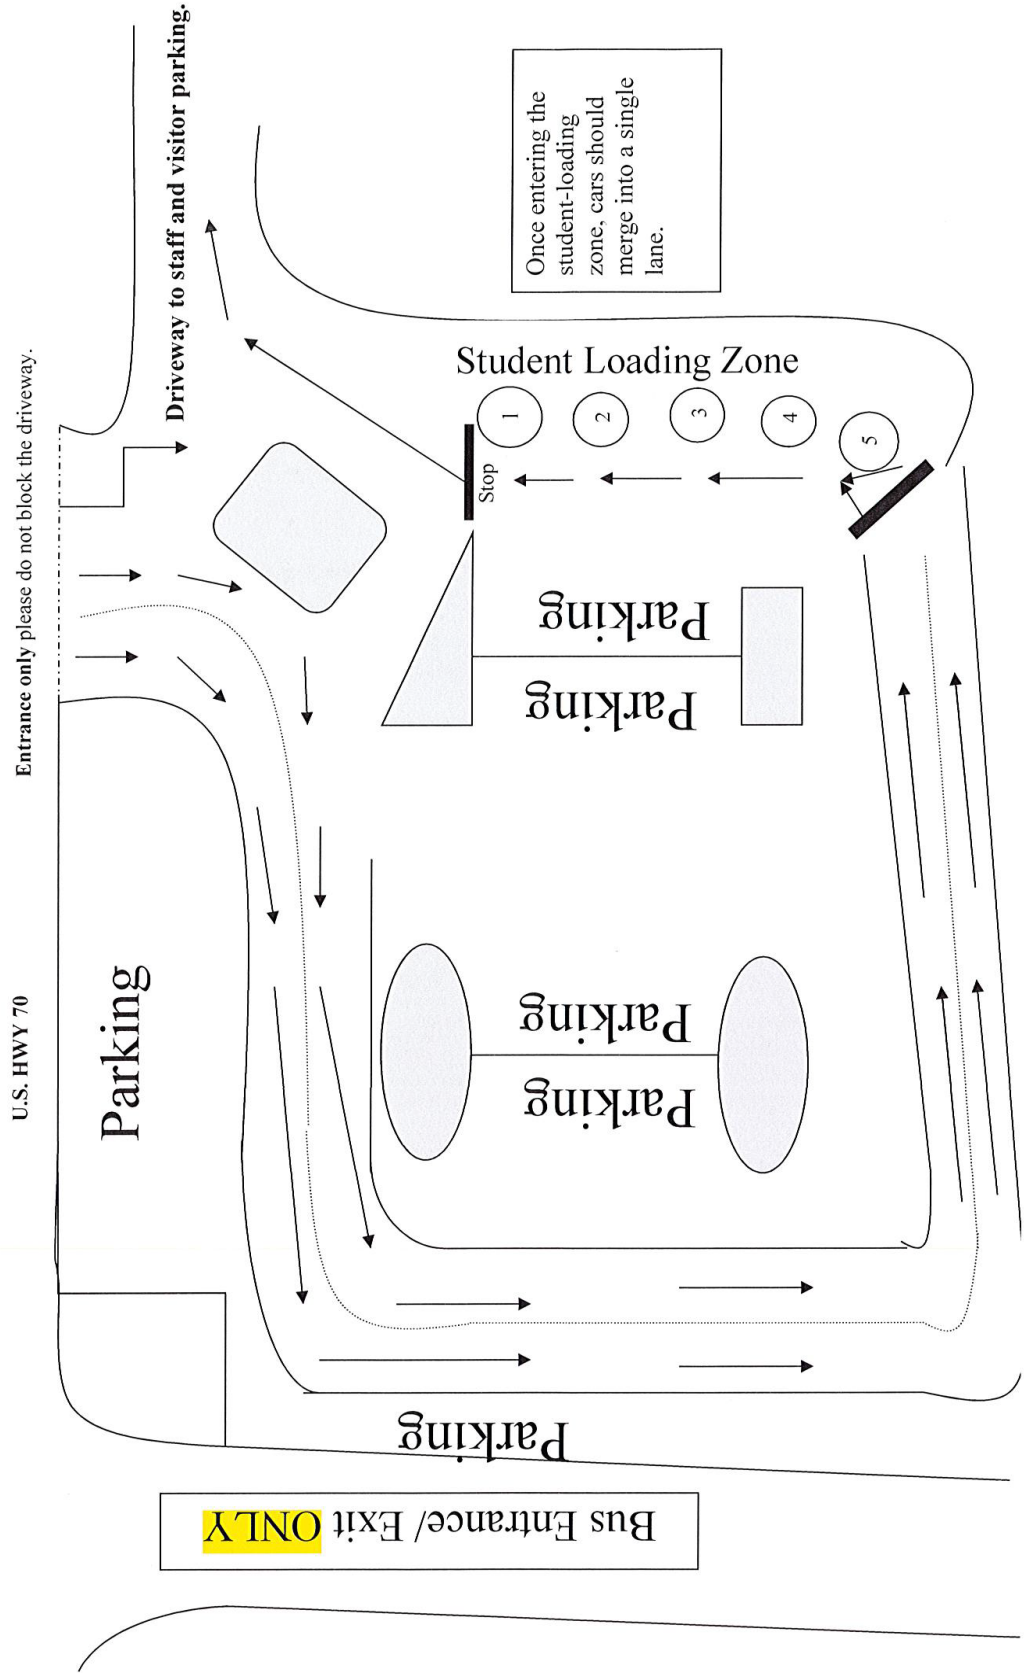 U.S. HWY 70
Entrance only please do not block the driveway.
Driveway to staff and visitor parking.
Parking
Once entering the
student-loading
zone, cars should
merge into a single
lane.
Student Loading Zone
1
2
3
4
5
Stop
Parking
Parking
Parking
Parking
Parking
Bus Entrance/ Exit ONLY